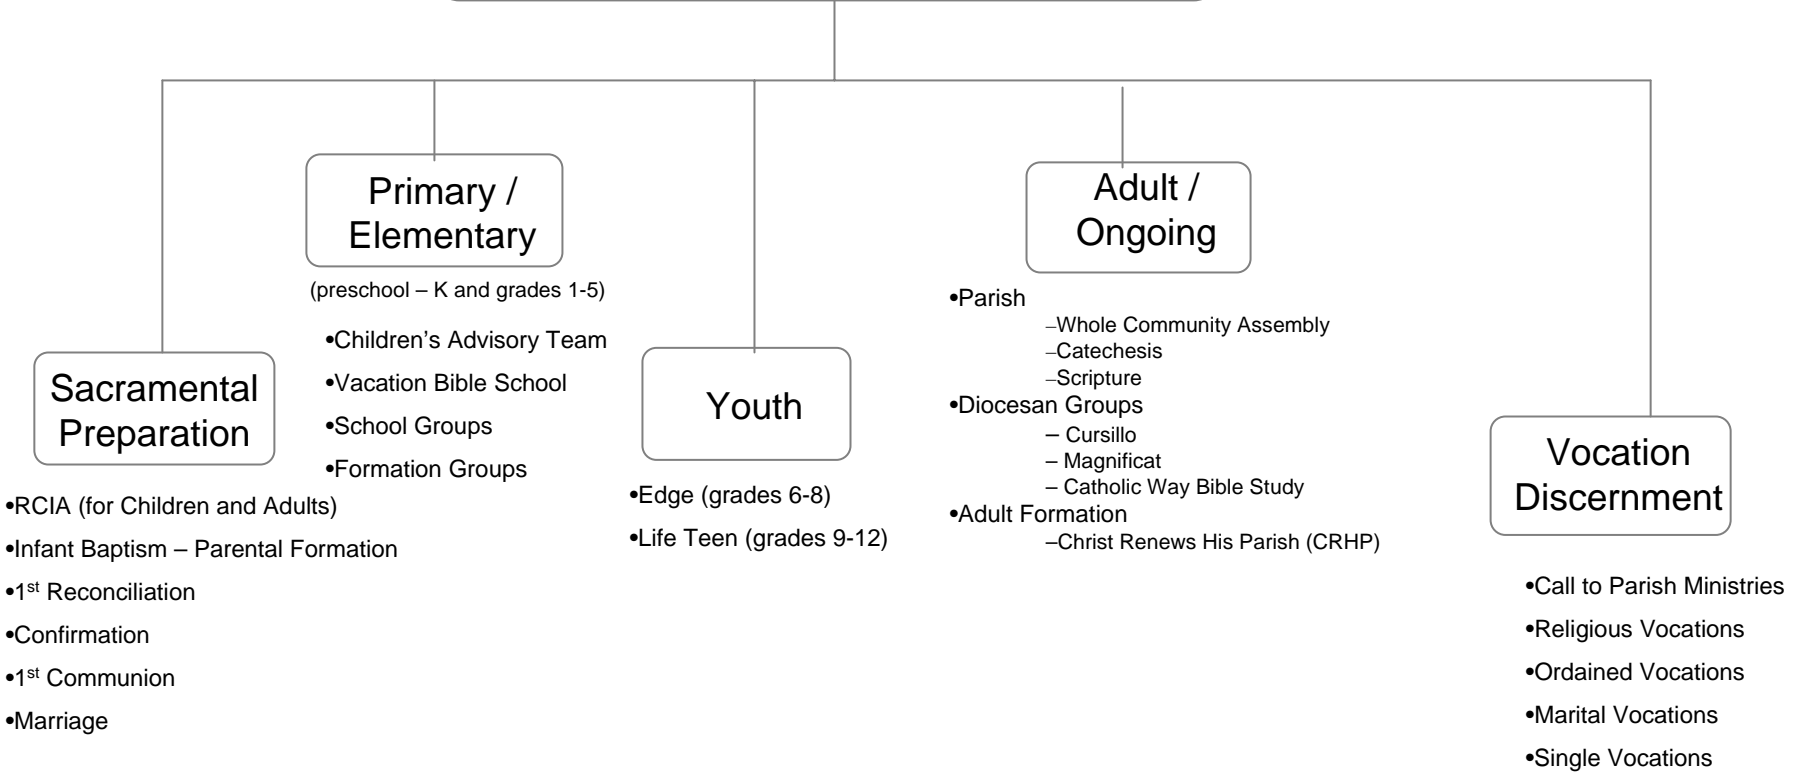 Sacramental
Preparation
•RCIA (for Children and Adults)
•Infant Baptism – Parental Formation
•1st Reconciliation
•Confirmation
•1st Communion
•Marriage
Primary /
Elementary
(preschool – K and grades 1-5)
•Children’s Advisory Team
•Vacation Bible School
•School Groups
•Formation Groups
Youth
•Edge (grades 6-8)
•Life Teen (grades 9-12)
Adult /
Ongoing
•Parish
–Whole Community Assembly
–Catechesis
–Scripture
•Diocesan Groups
– Cursillo
– Magnificat
– Catholic Way Bible Study
•Adult Formation
–Christ Renews His Parish (CRHP)
Vocation
Discernment
•Call to Parish Ministries
•Religious Vocations
•Ordained Vocations
•Marital Vocations
•Single Vocations